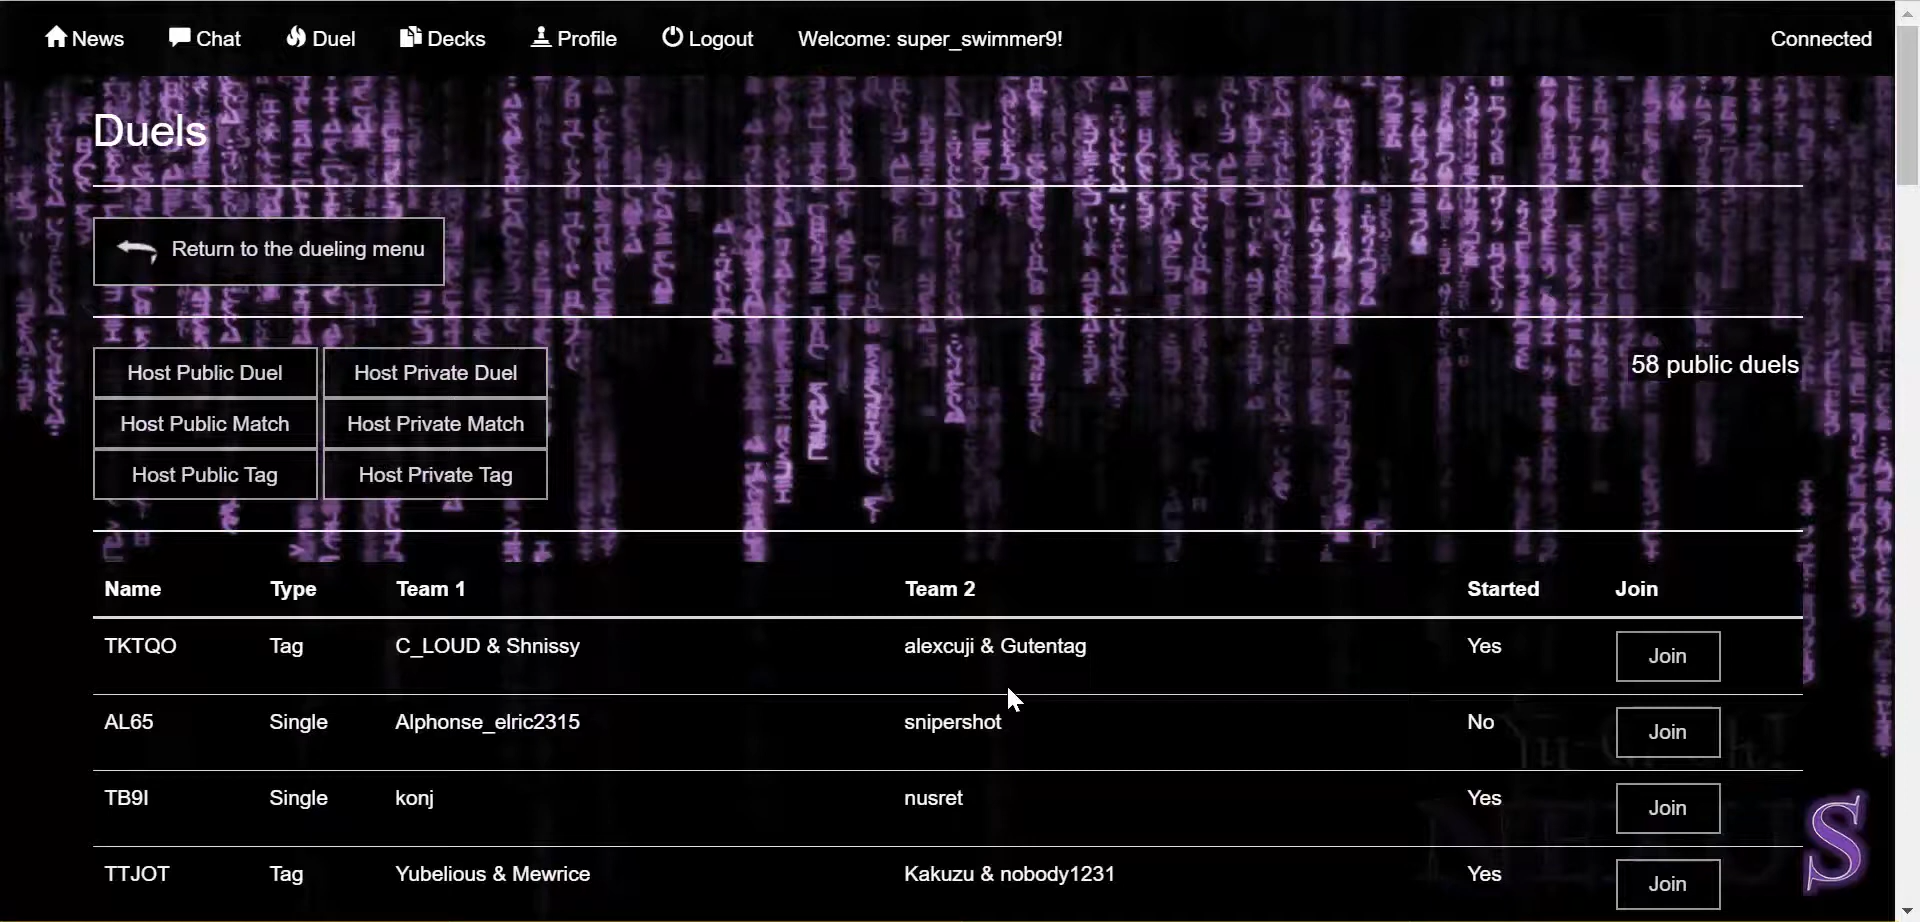 News Chat Duel Decks Profile Logout Welcome: super_swimmer9! Connected
Duels
Return to the dueling menu
Host Public Duel Host Private Duel 58 public duels
Host Public Match Host Private Match
Host Public Tag Host Private Tag
Name Type Team 1 Team 2 Started Join
TKTQO Tag C_LOUD & Shnissy alexcuji & Gutentag Yes Join
AL65 Single Alphonse_elric2315 snipershot No Join
TB9I Single konj nusret Yes Join
TTJOT Tag Yubelious & Mewrice Kakuzu & nobody1231 Yes Join
S